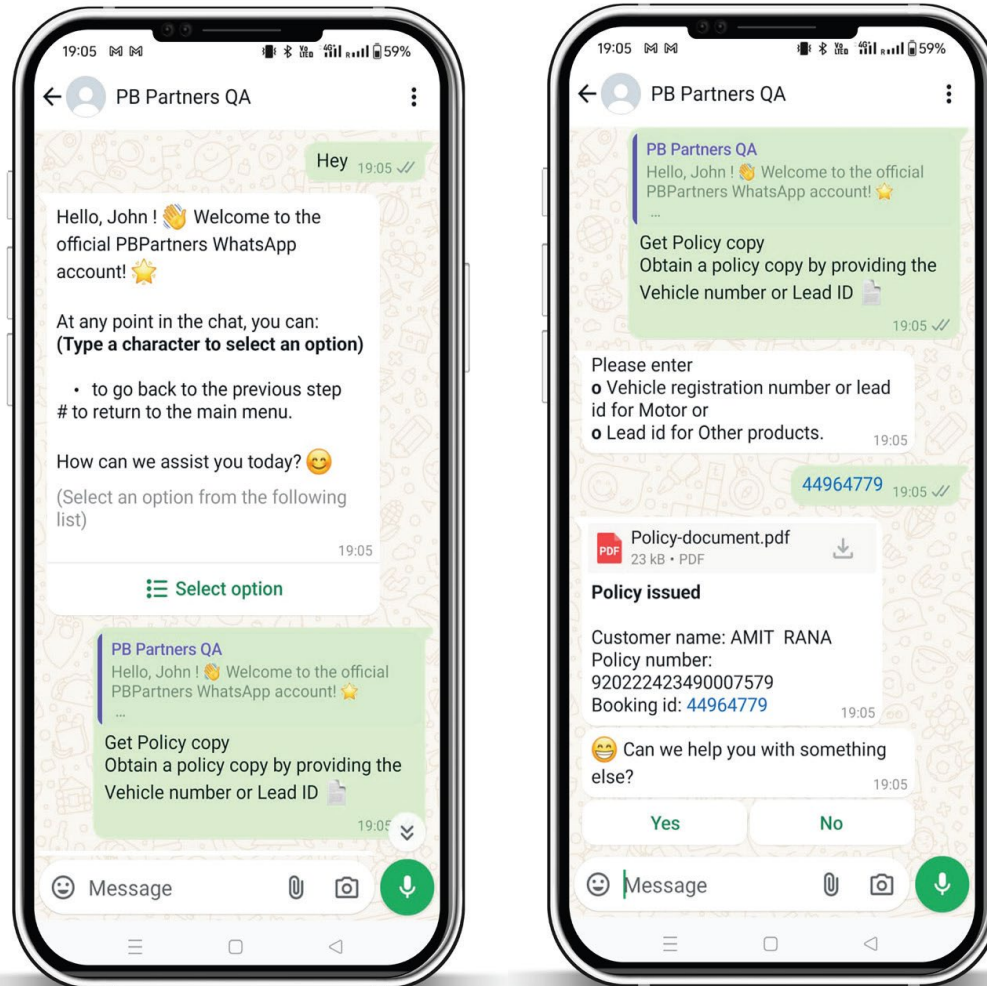 19:05 59%
PB Partners QA
Hey 19:05
Hello, John ! 👋 Welcome to the
official PBPartners WhatsApp
account! 🌟
At any point in the chat, you can:
(Type a character to select an option)
• to go back to the previous step
# to return to the main menu.
How can we assist you today? 😊
(Select an option from the following
list)
19:05
Select option
PB Partners QA
Hello, John ! 👋 Welcome to the official
PBPartners WhatsApp account! 🌟
...
Get Policy copy
Obtain a policy copy by providing the
Vehicle number or Lead ID 📄
19:05
Message
19:05 59%
PB Partners QA
PB Partners QA
Hello, John ! 👋 Welcome to the official
PBPartners WhatsApp account! 🌟
...
Get Policy copy
Obtain a policy copy by providing the
Vehicle number or Lead ID 📄
19:05
Please enter
o Vehicle registration number or lead
id for Motor or
o Lead id for Other products.
19:05
44964779 19:05
PDF
Policy-document.pdf
23 kB • PDF
Policy issued
Customer name: AMIT RANA
Policy number:
920222423490007579
Booking id: 44964779
19:05
😁 Can we help you with something
else?
19:05
Yes No
Message